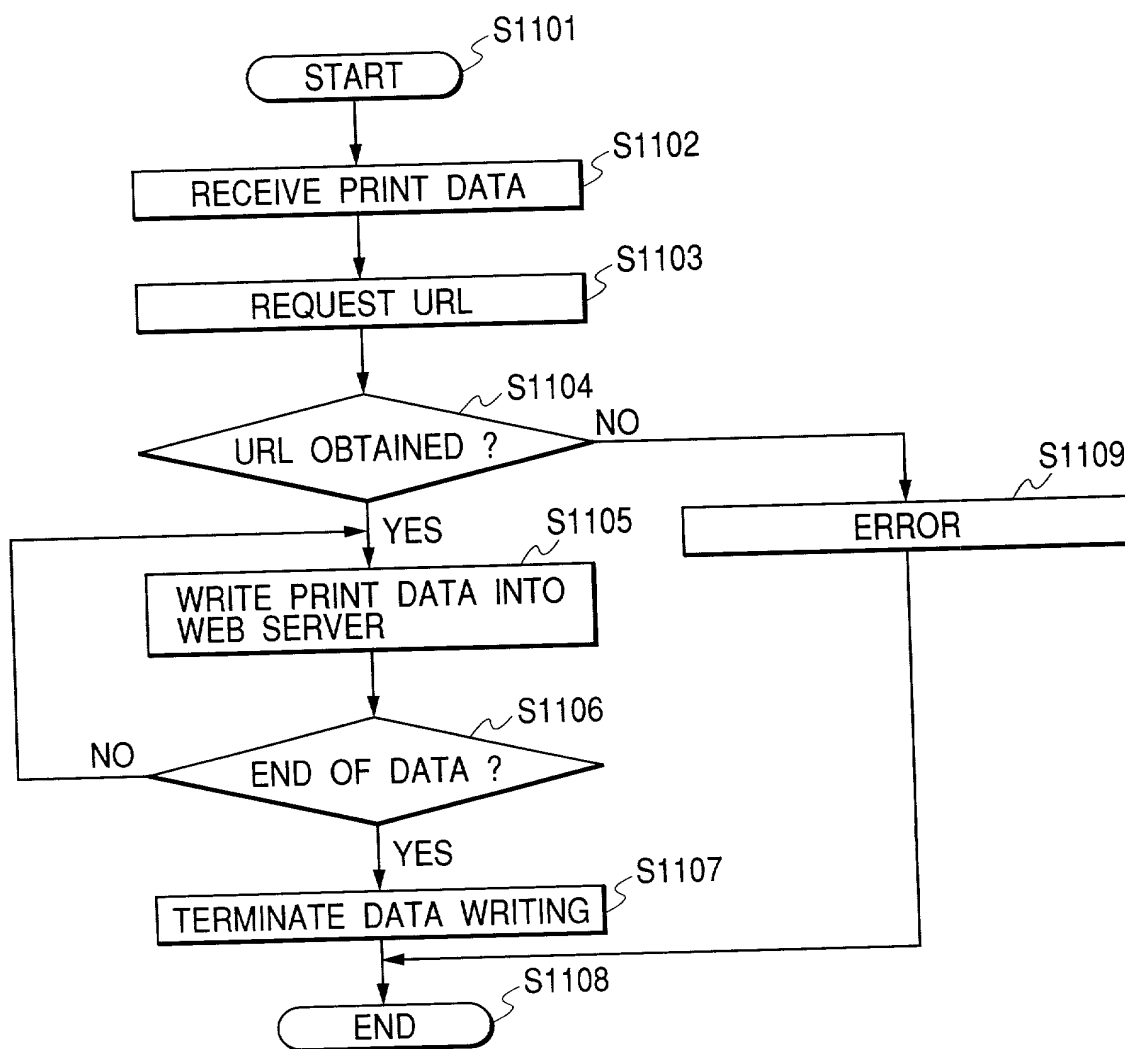 S1101
START
S1102
RECEIVE PRINT DATA
S1103
REQUEST URL
S1104
URL OBTAINED ?
NO
S1109
ERROR
YES
S1105
WRITE PRINT DATA INTO
WEB SERVER
S1106
END OF DATA ?
NO
YES
S1107
TERMINATE DATA WRITING
S1108
END